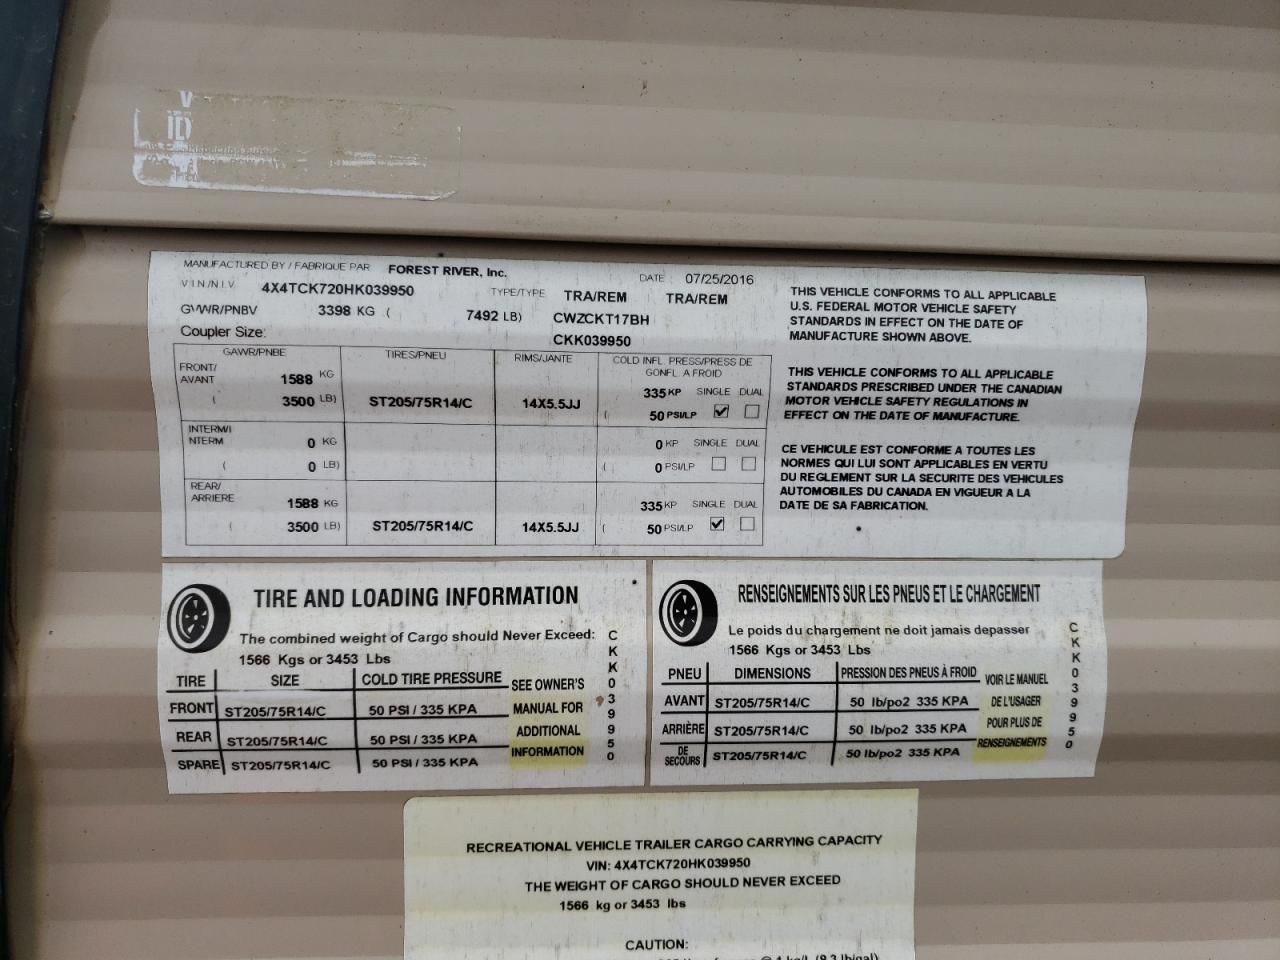 ID
MANUFACTURED BY / FABRIQUE PAR FOREST RIVER, Inc. DATE : 07/25/2016
V.I.N./N.I.V. 4X4TCK720HK039950 TYPE/TYPE TRA/REM TRA/REM
GVWR/PNBV 3398 KG ( 7492 LB) CWZCKT17BH
Coupler Size: CKK039950
GAWR/PNBE TIRES/PNEU RIMS/JANTE COLD INFL. PRESS/PRESS DE GONFL. A FROID
FRONT/ AVANT 1588 KG 335 KP SINGLE DUAL
( 3500 LB) ST205/75R14/C 14X5.5JJ ( 50 PSI/LP
INTERM/I NTERM 0 KG 0 KP SINGLE DUAL
( 0 LB) ( 0 PSI/LP
REAR/ ARRIERE 1588 KG 335 KP SINGLE DUAL
( 3500 LB) ST205/75R14/C 14X5.5JJ ( 50 PSI/LP
THIS VEHICLE CONFORMS TO ALL APPLICABLE
U.S. FEDERAL MOTOR VEHICLE SAFETY
STANDARDS IN EFFECT ON THE DATE OF
MANUFACTURE SHOWN ABOVE.
THIS VEHICLE CONFORMS TO ALL APPLICABLE
STANDARDS PRESCRIBED UNDER THE CANADIAN
MOTOR VEHICLE SAFETY REGULATIONS IN
EFFECT ON THE DATE OF MANUFACTURE.
CE VEHICULE EST CONFORME A TOUTES LES
NORMES QUI LUI SONT APPLICABLES EN VERTU
DU REGLEMENT SUR LA SECURITE DES VEHICULES
AUTOMOBILES DU CANADA EN VIGUEUR A LA
DATE DE SA FABRICATION.
TIRE AND LOADING INFORMATION
The combined weight of Cargo should Never Exceed:
1566 Kgs or 3453 Lbs
TIRE SIZE COLD TIRE PRESSURE
FRONT ST205/75R14/C 50 PSI / 335 KPA
REAR ST205/75R14/C 50 PSI / 335 KPA
SPARE ST205/75R14/C 50 PSI / 335 KPA
SEE OWNER'S
MANUAL FOR
ADDITIONAL
INFORMATION
CKK039950
RENSEIGNEMENTS SUR LES PNEUS ET LE CHARGEMENT
Le poids du chargement ne doit jamais depasser
1566 Kgs or 3453 Lbs
PNEU DIMENSIONS PRESSION DES PNEUS À FROID
AVANT ST205/75R14/C 50 lb/po2 335 KPA
ARRIÈRE ST205/75R14/C 50 lb/po2 335 KPA
DE SECOURS ST205/75R14/C 50 lb/po2 335 KPA
VOIR LE MANUEL
DE L'USAGER
POUR PLUS DE
RENSEIGNEMENTS
CKK039950
RECREATIONAL VEHICLE TRAILER CARGO CARRYING CAPACITY
VIN: 4X4TCK720HK039950
THE WEIGHT OF CARGO SHOULD NEVER EXCEED
1566 kg or 3453 lbs
CAUTION:
@ 1 kg/L (8.3 lb/gal)